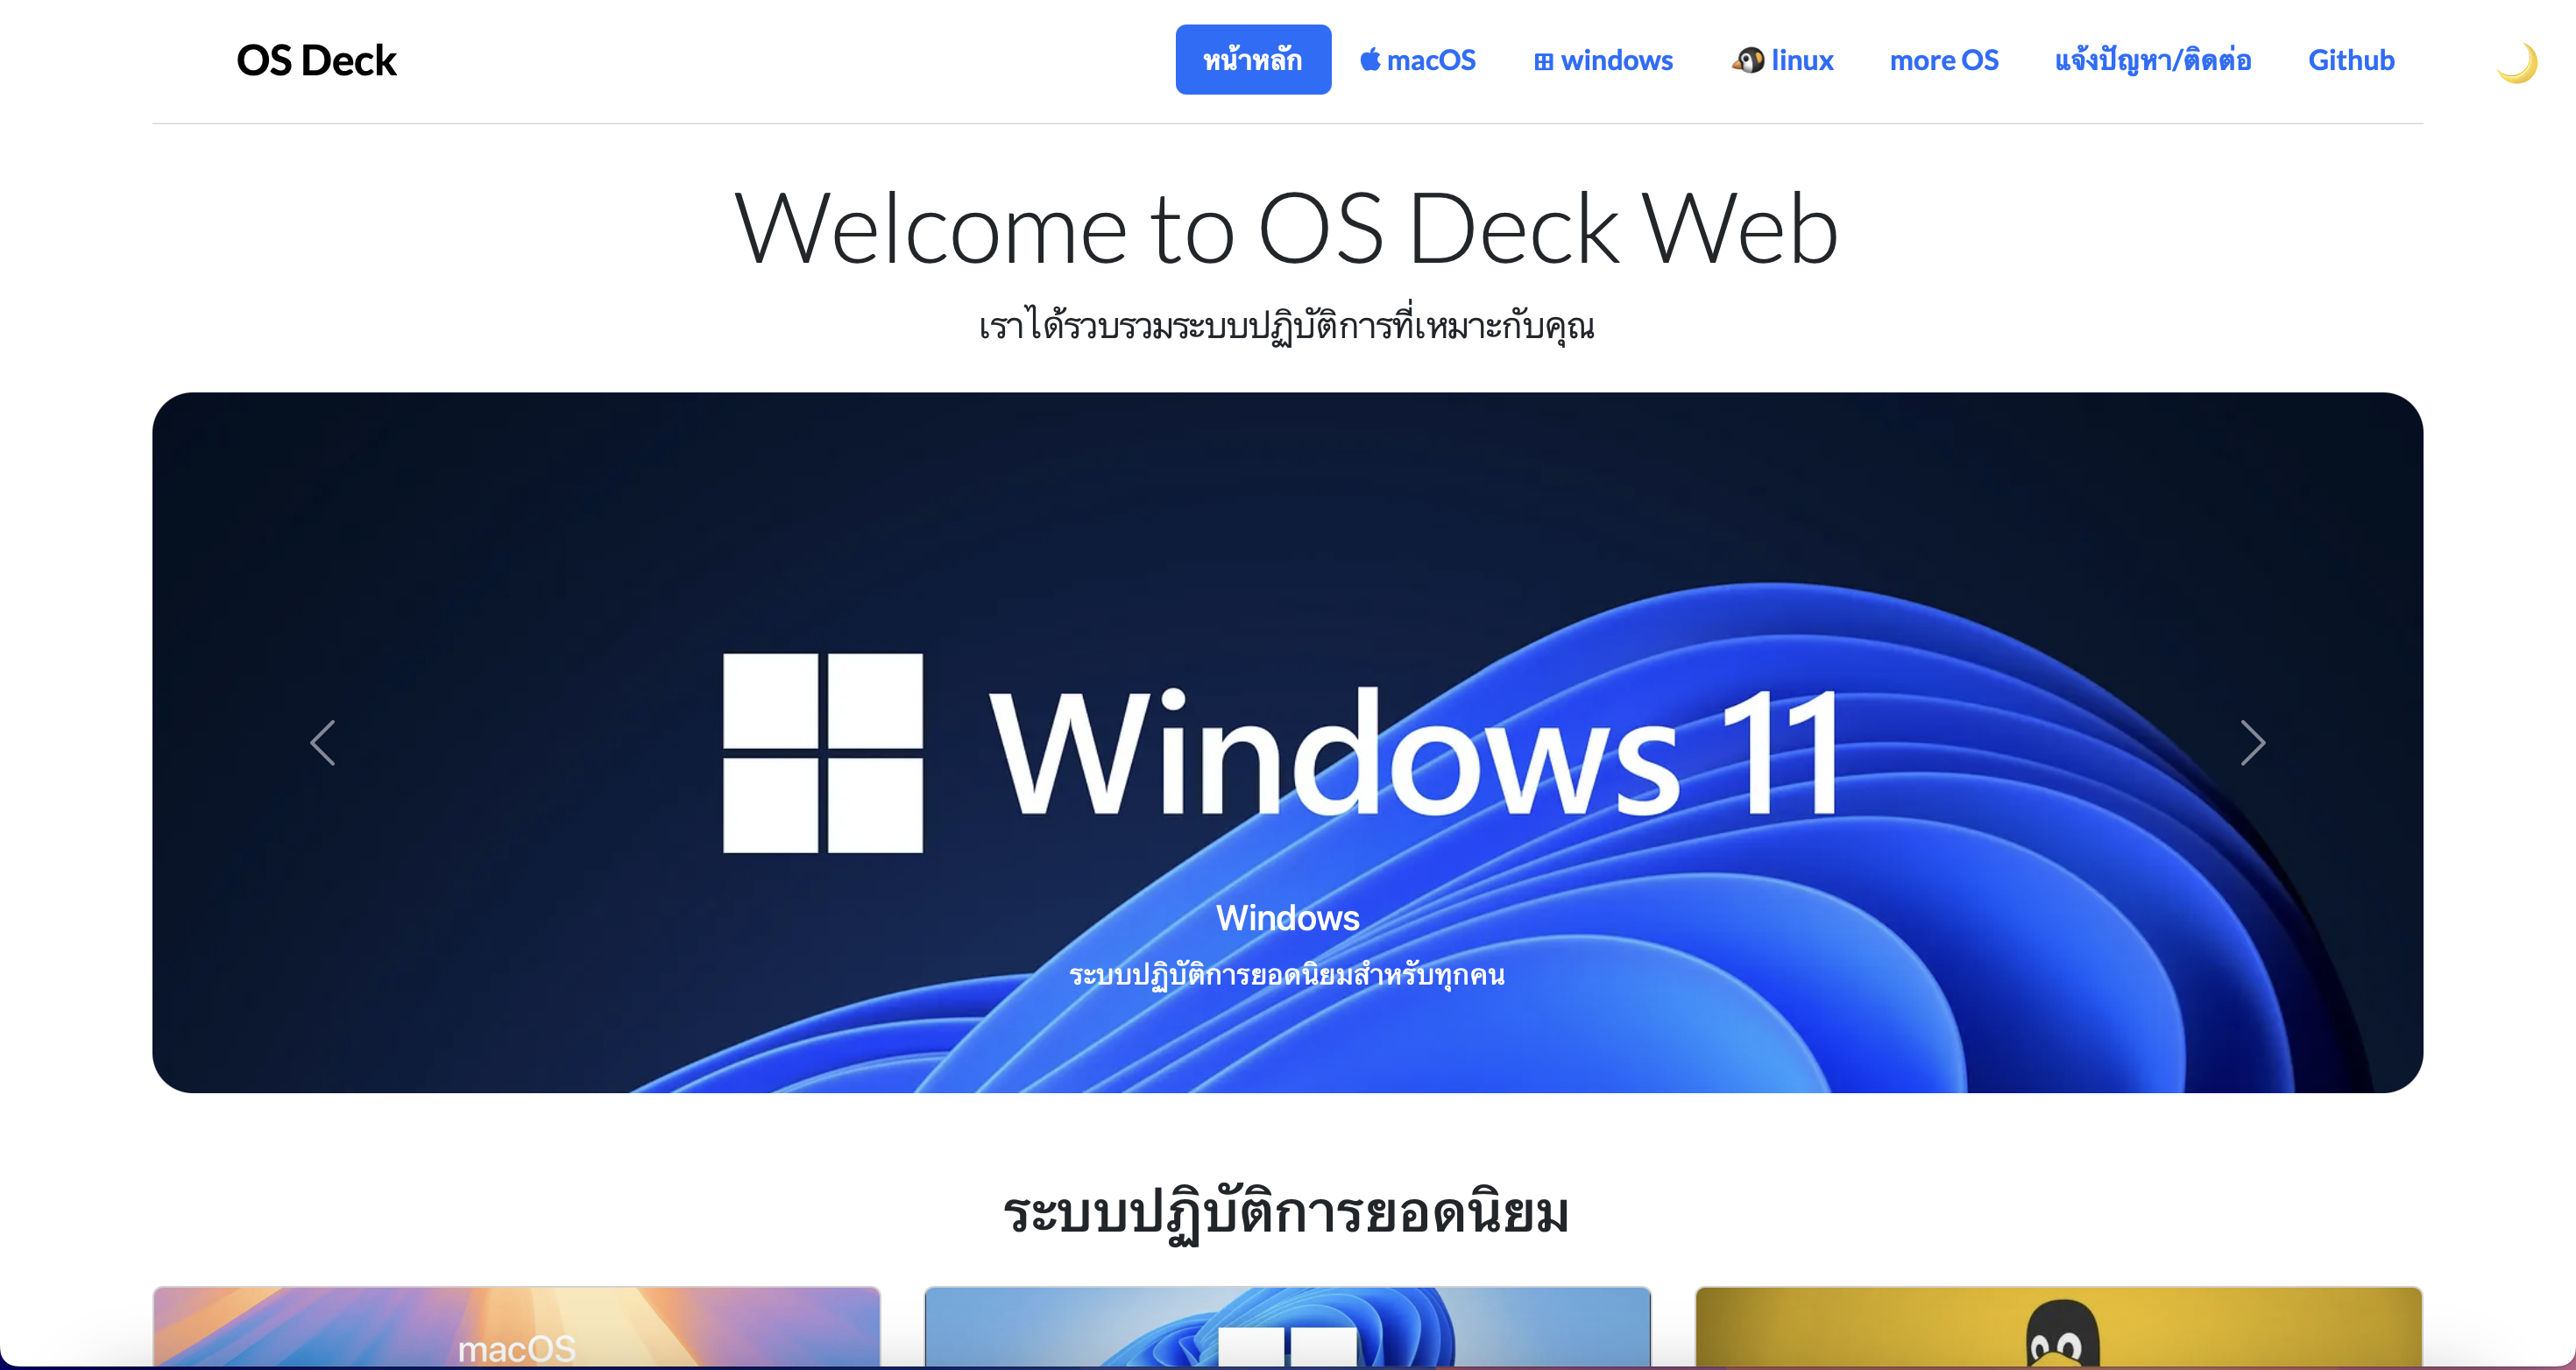 OS Deck
หน้าหลัก
macOS
windows
linux
more OS
แจ้งปัญหา/ติดต่อ
Github
Welcome to OS Deck Web
เราได้รวบรวมระบบปฏิบัติการที่เหมาะกับคุณ
Windows 11
Windows
ระบบปฏิบัติการยอดนิยมสำหรับทุกคน
ระบบปฏิบัติการยอดนิยม
macOS